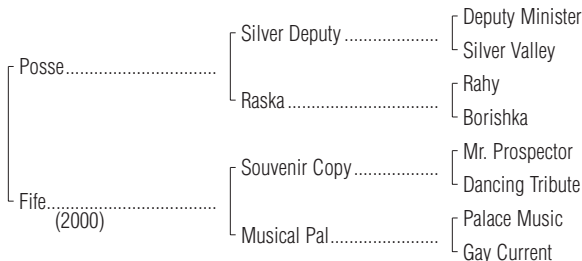 Deputy Minister
Silver Deputy ....................
Silver Valley
Posse................................
Rahy
Raska ................................
Borishka
Mr. Prospector
Souvenir Copy..................
Dancing Tribute
Fife....................................
(2000)
Palace Music
Musical Pal.......................
Gay Current